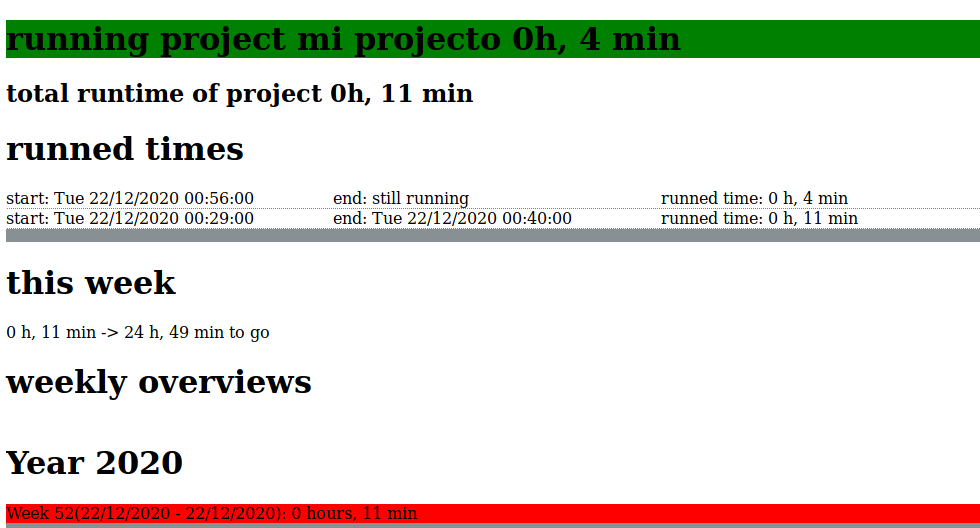 running project mi projecto 0h, 4 min
total runtime of project 0h, 11 min
runned times
start: Tue 22/12/2020 00:56:00 end: still running runned time: 0 h, 4 min
start: Tue 22/12/2020 00:29:00 end: Tue 22/12/2020 00:40:00 runned time: 0 h, 11 min
this week
0 h, 11 min -> 24 h, 49 min to go
weekly overviews
Year 2020
Week 52(22/12/2020 - 22/12/2020): 0 hours, 11 min